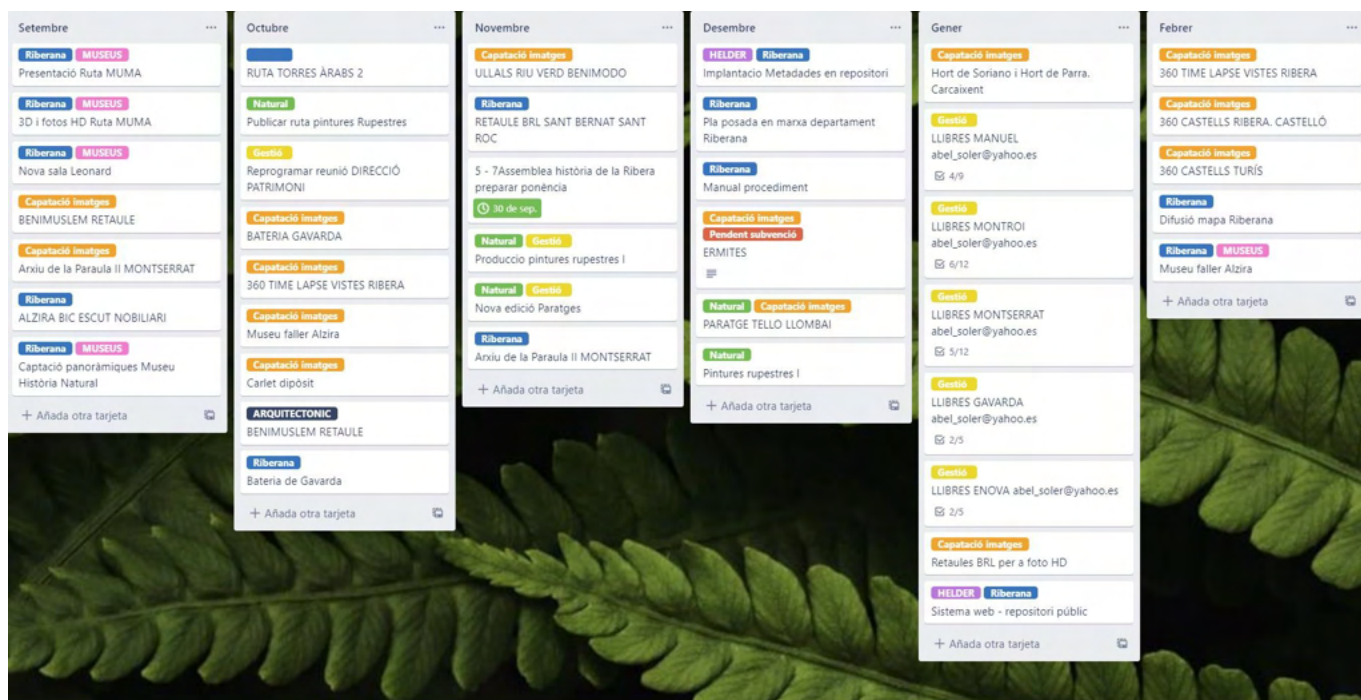 Setembre
Riberana MUSEUS
Presentació Ruta MUMA
Riberana MUSEUS
3D i fotos HD Ruta MUMA
Riberana MUSEUS
Nova sala Leonard
Capatació imatges
BENIMUSLEM RETAULE
Capatació imatges
Arxiu de la Paraula II MONTSERRAT
Riberana
ALZIRA BIC ESCUT NOBILIARI
Riberana MUSEUS
Captació panoràmiques Museu
Història Natural
+ Añada otra tarjeta
Octubre
RUTA TORRES ÀRABS 2
Natural
Publicar ruta pintures Rupestres
Gestió
Reprogramar reunió DIRECCIÓ
PATRIMONI
Capatació imatges
BATERIA GAVARDA
Capatació imatges
360 TIME LAPSE VISTES RIBERA
Capatació imatges
Museu faller Alzira
Capatació imatges
Carlet dipòsit
ARQUITECTONIC
BENIMUSLEM RETAULE
Riberana
Bateria de Gavarda
+ Añada otra tarjeta
Novembre
Capatació imatges
ULLALS RIU VERD BENIMODO
Riberana
RETAULE BRL SANT BERNAT SANT
ROC
5 - 7Assemblea història de la Ribera
preparar ponència
30 de sep.
Natural Gestió
Produccio pintures rupestres I
Natural Gestió
Nova edició Paratges
Riberana
Arxiu de la Paraula II MONTSERRAT
+ Añada otra tarjeta
Desembre
HELDER Riberana
Implantacio Metadades en repositori
Riberana
Pla posada en marxa departament
Riberana
Riberana
Manual procediment
Capatació imatges
Pendent subvenció
ERMITES
Natural Capatació imatges
PARATGE TELLO LLOMBAI
Natural
Pintures rupestres I
+ Añada otra tarjeta
Gener
Capatació imatges
Hort de Soriano i Hort de Parra.
Carcaixent
Gestió
LLIBRES MANUEL
abel_soler@yahoo.es
4/9
Gestió
LLIBRES MONTROI
abel_soler@yahoo.es
6/12
Gestió
LLIBRES MONTSERRAT
abel_soler@yahoo.es
5/12
Gestió
LLIBRES GAVARDA
abel_soler@yahoo.es
2/5
Gestió
LLIBRES ENOVA abel_soler@yahoo.es
2/5
Capatació imatges
Retaules BRL per a foto HD
HELDER Riberana
Sistema web - repositori públic
+ Añada otra tarjeta
Febrer
Capatació imatges
360 TIME LAPSE VISTES RIBERA
Capatació imatges
360 CASTELLS RIBERA. CASTELLÓ
Capatació imatges
360 CASTELLS TURÍS
Riberana
Difusió mapa Riberana
Riberana MUSEUS
Museu faller Alzira
+ Añada otra tarjeta